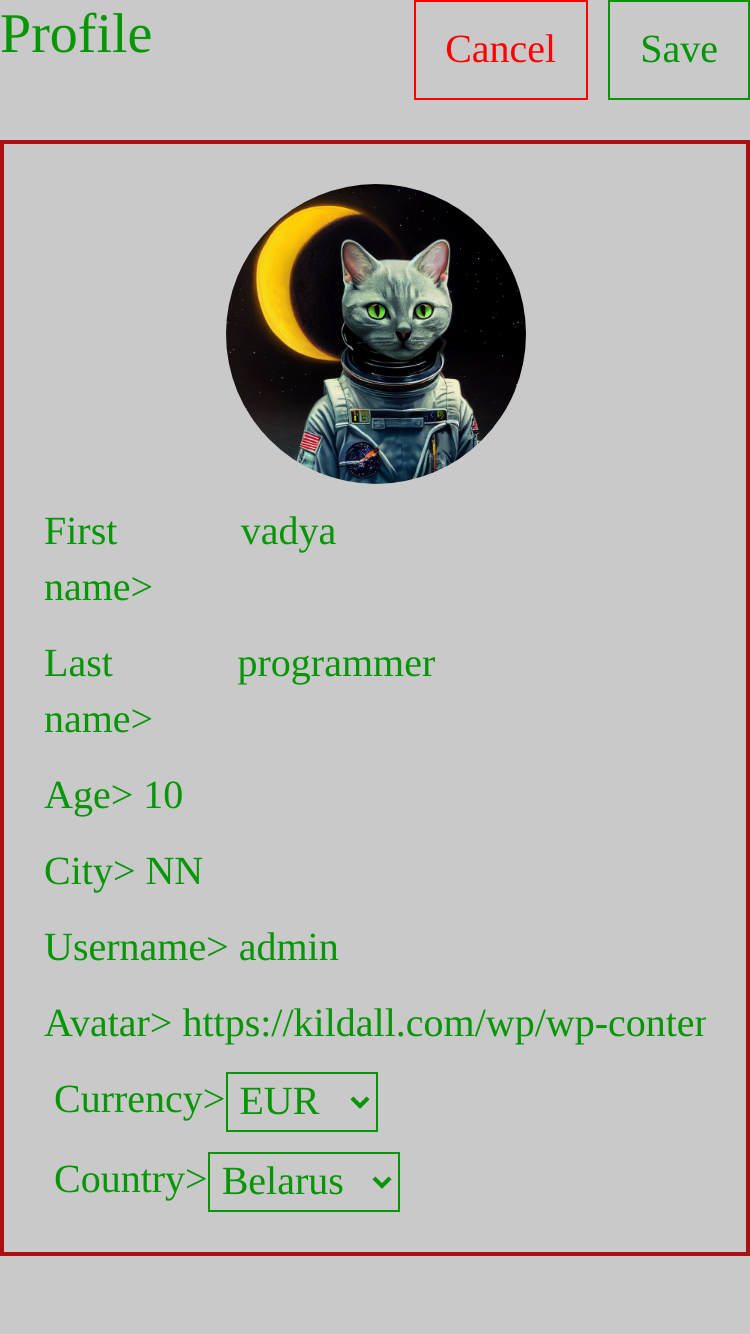 Profile
Cancel
Save
First name>
vadya
Last name>
programmer
Age> 10
City> NN
Username> admin
Avatar> https://kildall.com/wp/wp-conter
Currency> EUR
Country> Belarus